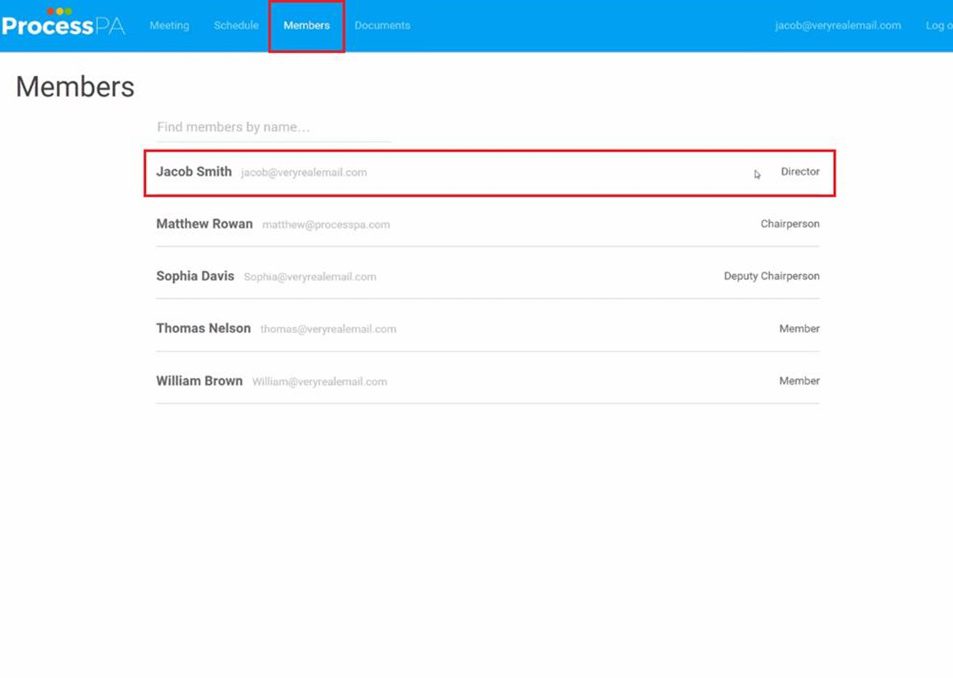 ProcessPA Meeting Schedule Members Documents jacob@veryrealemail.com Log o
Members
Find members by name...
Jacob Smith jacob@veryrealemail.com Director
Matthew Rowan matthew@processpa.com Chairperson
Sophia Davis Sophia@veryrealemail.com Deputy Chairperson
Thomas Nelson thomas@veryrealemail.com Member
William Brown William@veryrealemail.com Member